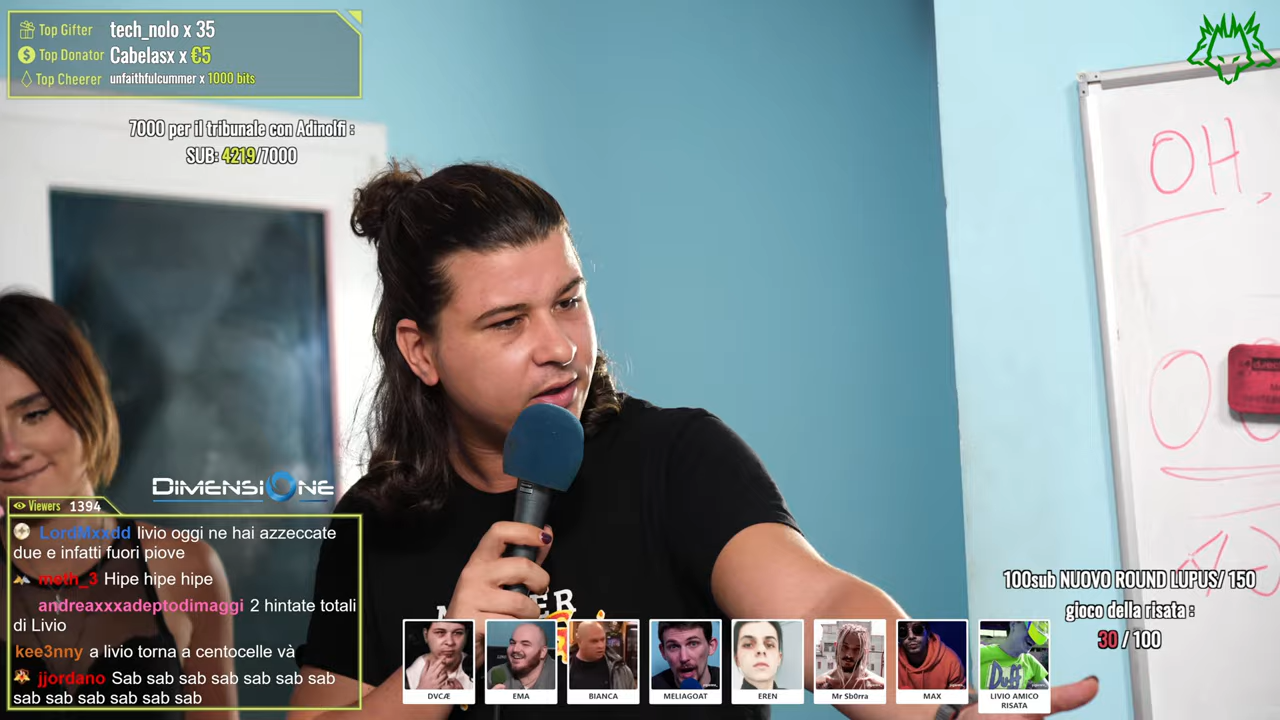 Top Gifter tech_nolo x 35
Top Donator Cabelasx x €5
Top Cheerer unfaithfulcummer x 1000 bits
7000 per il tribunale con Adinolfi :
SUB: 4219/7000
OH,
DIMENSIONE
Viewers 1394
LordMxxdd livio oggi ne hai azzeccate
due e infatti fuori piove
moth_3 Hipe hipe hipe
andreaxxxadeptodimaggi 2 hintate totali
di Livio
kee3nny a livio torna a centocelle và
jjordano Sab sab sab sab sab sab sab
sab sab sab sab sab sab
100sub NUOVO ROUND LUPUS/ 150
gioco della risata :
30 / 100
DVCÆ
EMA
BIANCA
MELIAGOAT
EREN
Mr Sb0rra
MAX
LIVIO AMICO
RISATA
Duff